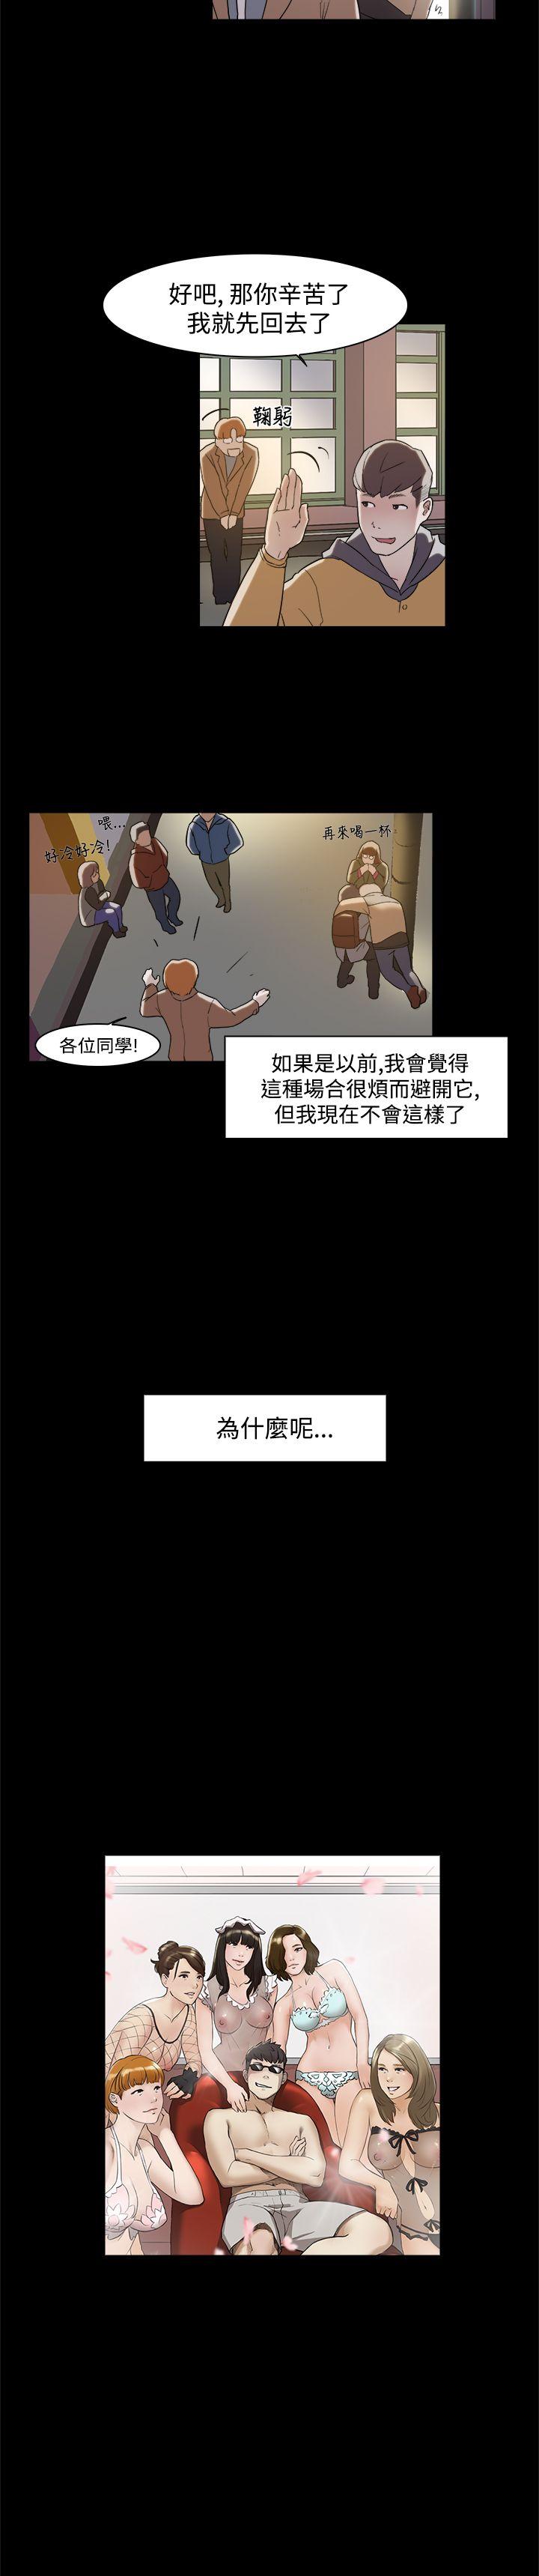 好吧, 那你辛苦了
我就先回去了
鞠躬
喂...
好冷好冷!
再來喝一杯
各位同學!
如果是以前,我會覺得
這種場合很煩而避開它,
但我現在不會這樣了
為什麼呢...